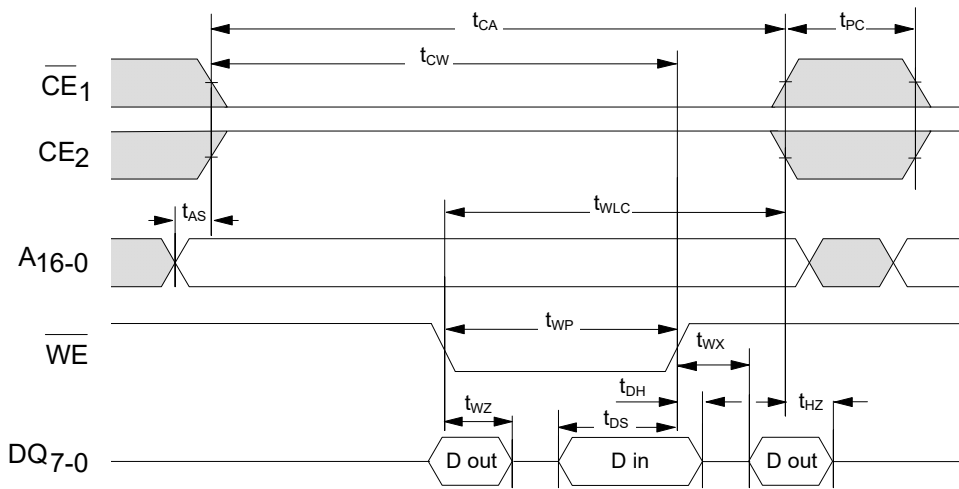 tCA
tPC
tCW
CE1
CE2
tWLC
tAS
A16-0
tWP
WE
tWX
tDH
tWZ
tHZ
tDS
DQ7-0
D out
D in
D out